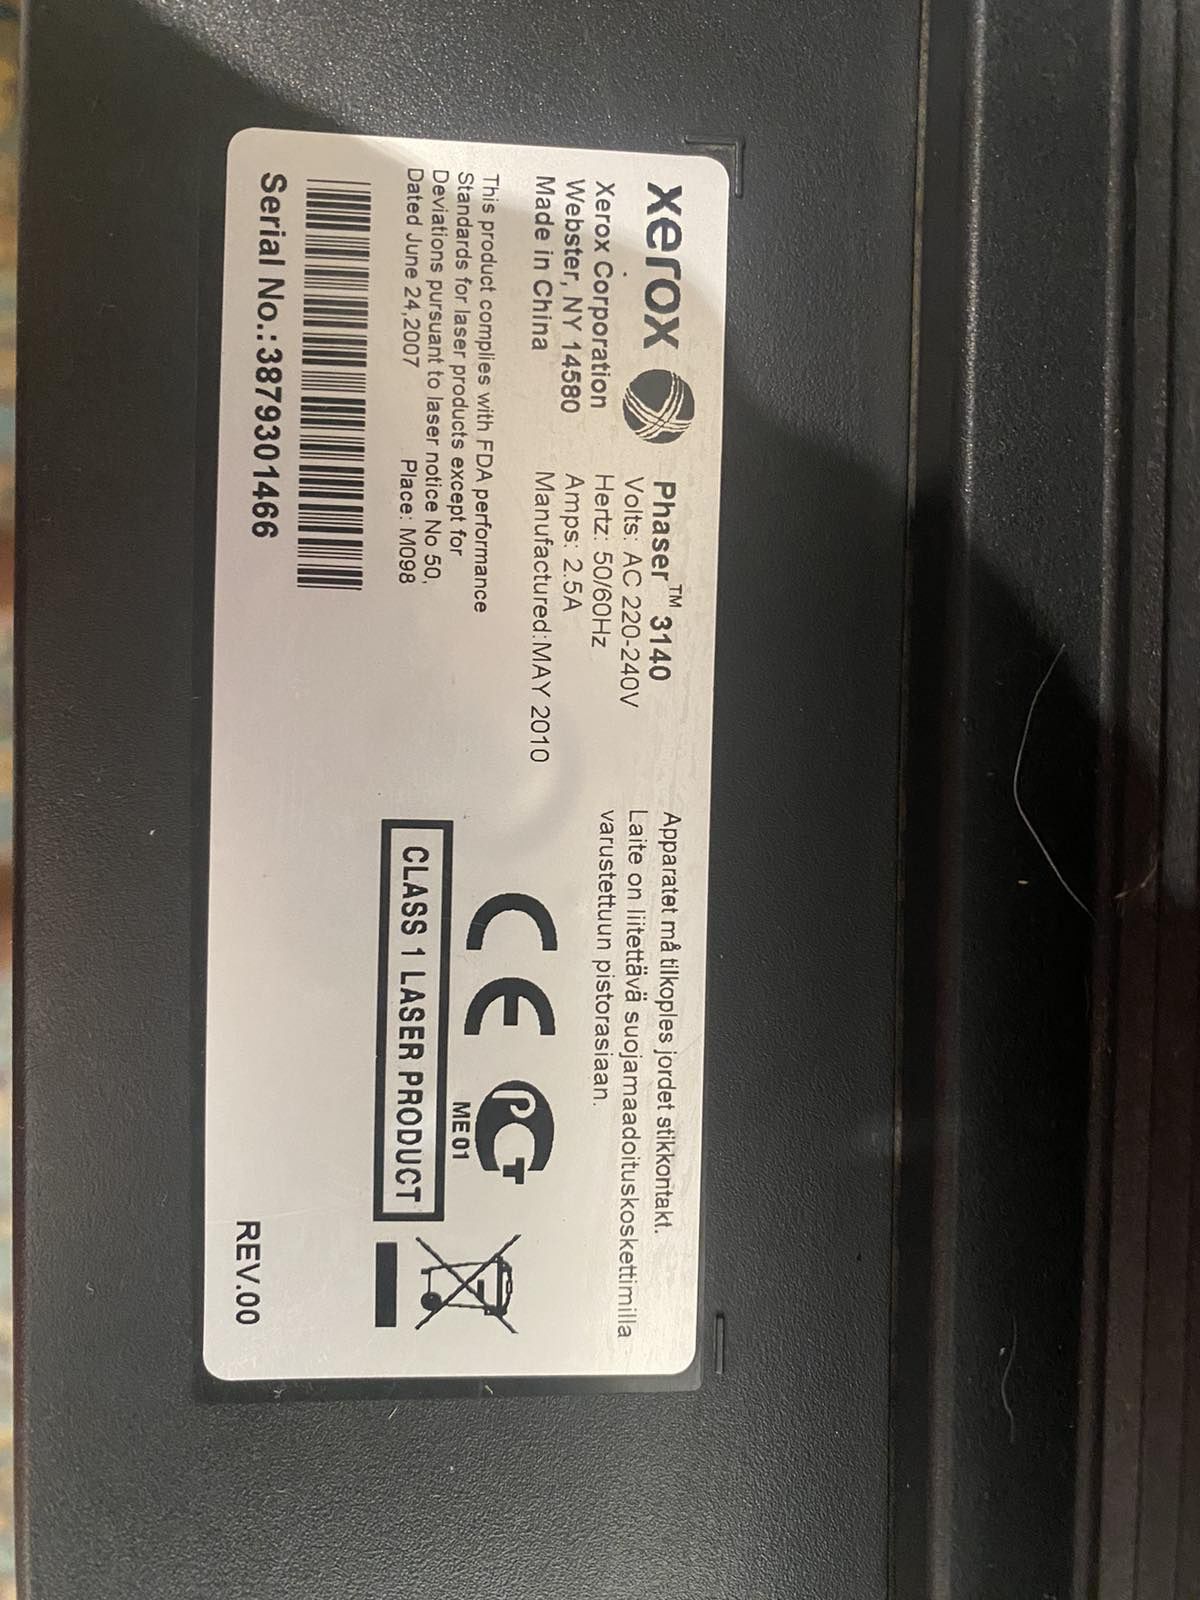 xerox
Xerox Corporation
Webster, NY 14580
Made in China
Phaser™ 3140
Volts: AC 220-240V
Hertz: 50/60Hz
Amps: 2.5A
Manufactured:MAY 2010
Apparatet må tilkoples jordet stikkontakt.
Laite on liitettävä suojamaadoituskoskettimilla
varustettuun pistorasiaan.
This product complies with FDA performance
Standards for laser products except for
Deviations pursuant to laser notice No 50,
Dated June 24,2007 Place: M098
Serial No.:3879301466
CE
PCT
ME01
CLASS 1 LASER PRODUCT
REV.00